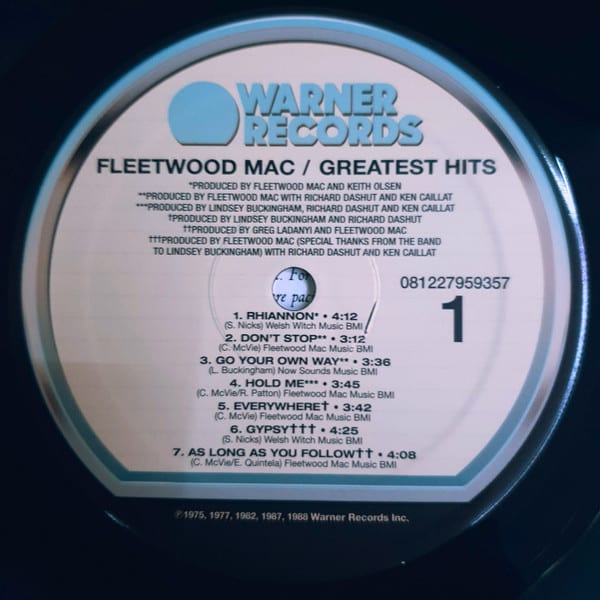 WARNER
RECORDS
FLEETWOOD MAC / GREATEST HITS
*PRODUCED BY FLEETWOOD MAC AND KEITH OLSEN
**PRODUCED BY FLEETWOOD MAC WITH RICHARD DASHUT AND KEN CAILLAT
***PRODUCED BY LINDSEY BUCKINGHAM, RICHARD DASHUT AND KEN CAILLAT
†PRODUCED BY LINDSEY BUCKINGHAM AND RICHARD DASHUT
††PRODUCED BY GREG LADANYI AND FLEETWOOD MAC
†††PRODUCED BY FLEETWOOD MAC (SPECIAL THANKS FROM THE BAND
TO LINDSEY BUCKINGHAM) WITH RICHARD DASHUT AND KEN CAILLAT
081227959357
1
1. RHIANNON* • 4:12
(S. Nicks) Welsh Witch Music BMI
2. DON'T STOP** • 3:12
(C. McVie) Fleetwood Mac Music BMI
3. GO YOUR OWN WAY** • 3:36
(L. Buckingham) Now Sounds Music BMI
4. HOLD ME*** • 3:45
(C. McVie/R. Patton) Fleetwood Mac Music BMI
5. EVERYWHERE† • 3:42
(C. McVie) Fleetwood Mac Music BMI
6. GYPSY††† • 4:25
(S. Nicks) Welsh Witch Music BMI
7. AS LONG AS YOU FOLLOW†† • 4:08
(C. McVie/E. Quintela) Fleetwood Mac Music BMI
℗1975, 1977, 1982, 1987, 1988 Warner Records Inc.